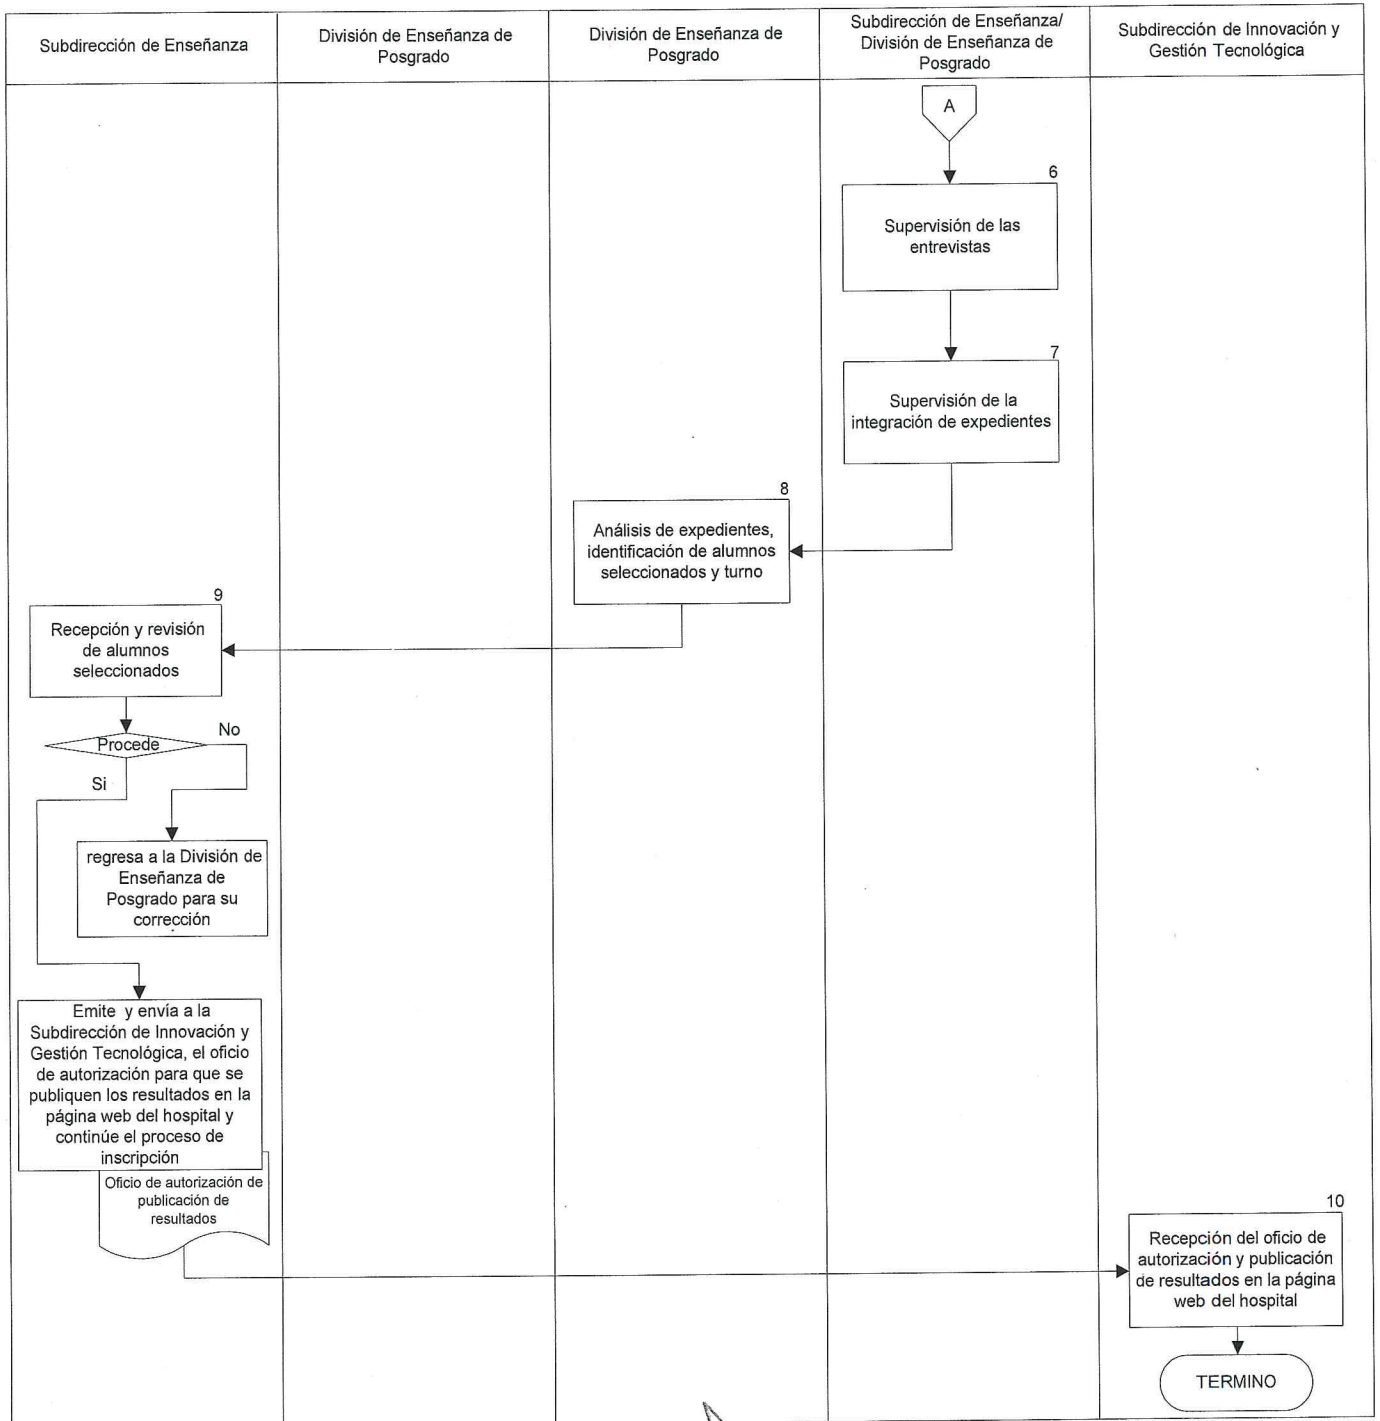 Subdirección de Enseñanza
División de Enseñanza de
Posgrado
División de Enseñanza de
Posgrado
Subdirección de Enseñanza/
División de Enseñanza de
Posgrado
Subdirección de Innovación y
Gestión Tecnológica
A
6
Supervisión de las
entrevistas
7
Supervisión de la
integración de expedientes
8
Análisis de expedientes,
identificación de alumnos
seleccionados y turno
9
Recepción y revisión
de alumnos
seleccionados
Procede
No
Si
regresa a la División de
Enseñanza de
Posgrado para su
corrección
Emite y envía a la
Subdirección de Innovación y
Gestión Tecnológica, el oficio
de autorización para que se
publiquen los resultados en la
página web del hospital y
continúe el proceso de
inscripción
Oficio de autorización de
publicación de
resultados
10
Recepción del oficio de
autorización y publicación
de resultados en la página
web del hospital
TERMINO